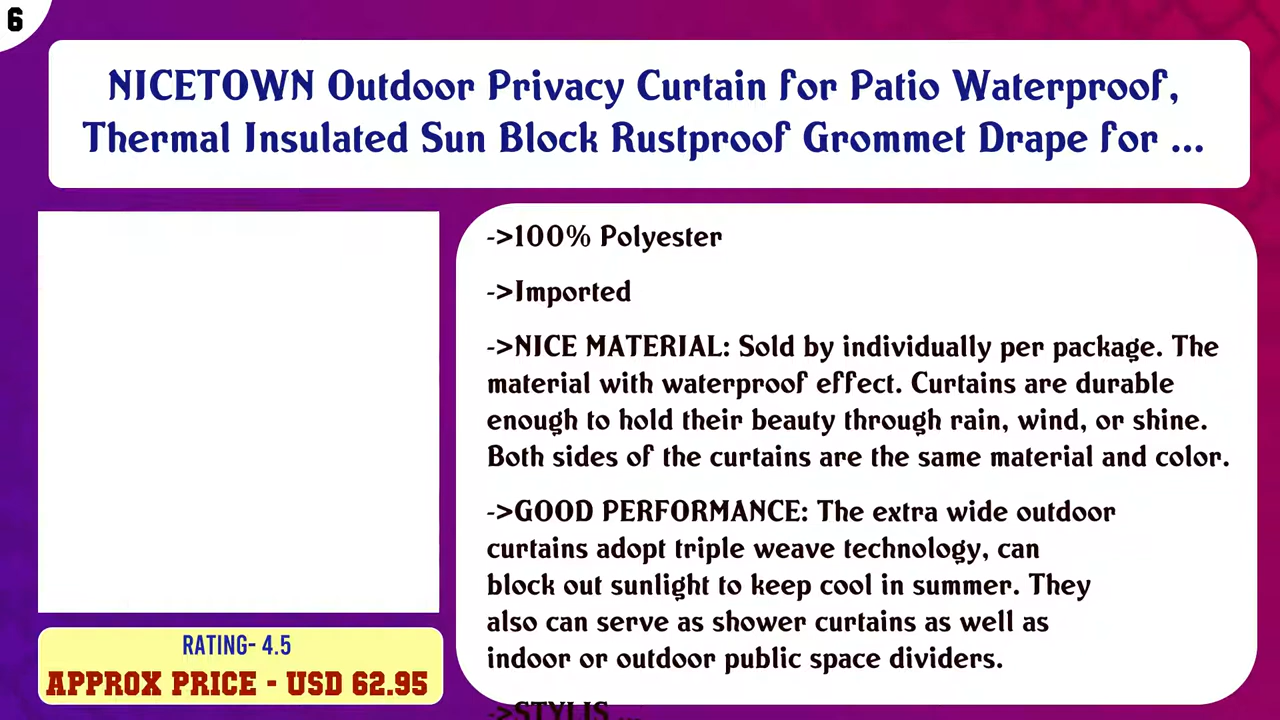 6
NICETOWN Outdoor Privacy Curtain for Patio Waterproof,
Thermal Insulated Sun Block Rustproof Grommet Drape for ...
->100% Polyester
->Imported
->NICE MATERIAL: Sold by individually per package. The
material with waterproof effect. Curtains are durable
enough to hold their beauty through rain, wind, or shine.
Both sides of the curtains are the same material and color.
->GOOD PERFORMANCE: The extra wide outdoor
curtains adopt triple weave technology, can
block out sunlight to keep cool in summer. They
also can serve as shower curtains as well as
indoor or outdoor public space dividers.
->STYLIS ...
RATING- 4.5
APPROX PRICE - USD 62.95